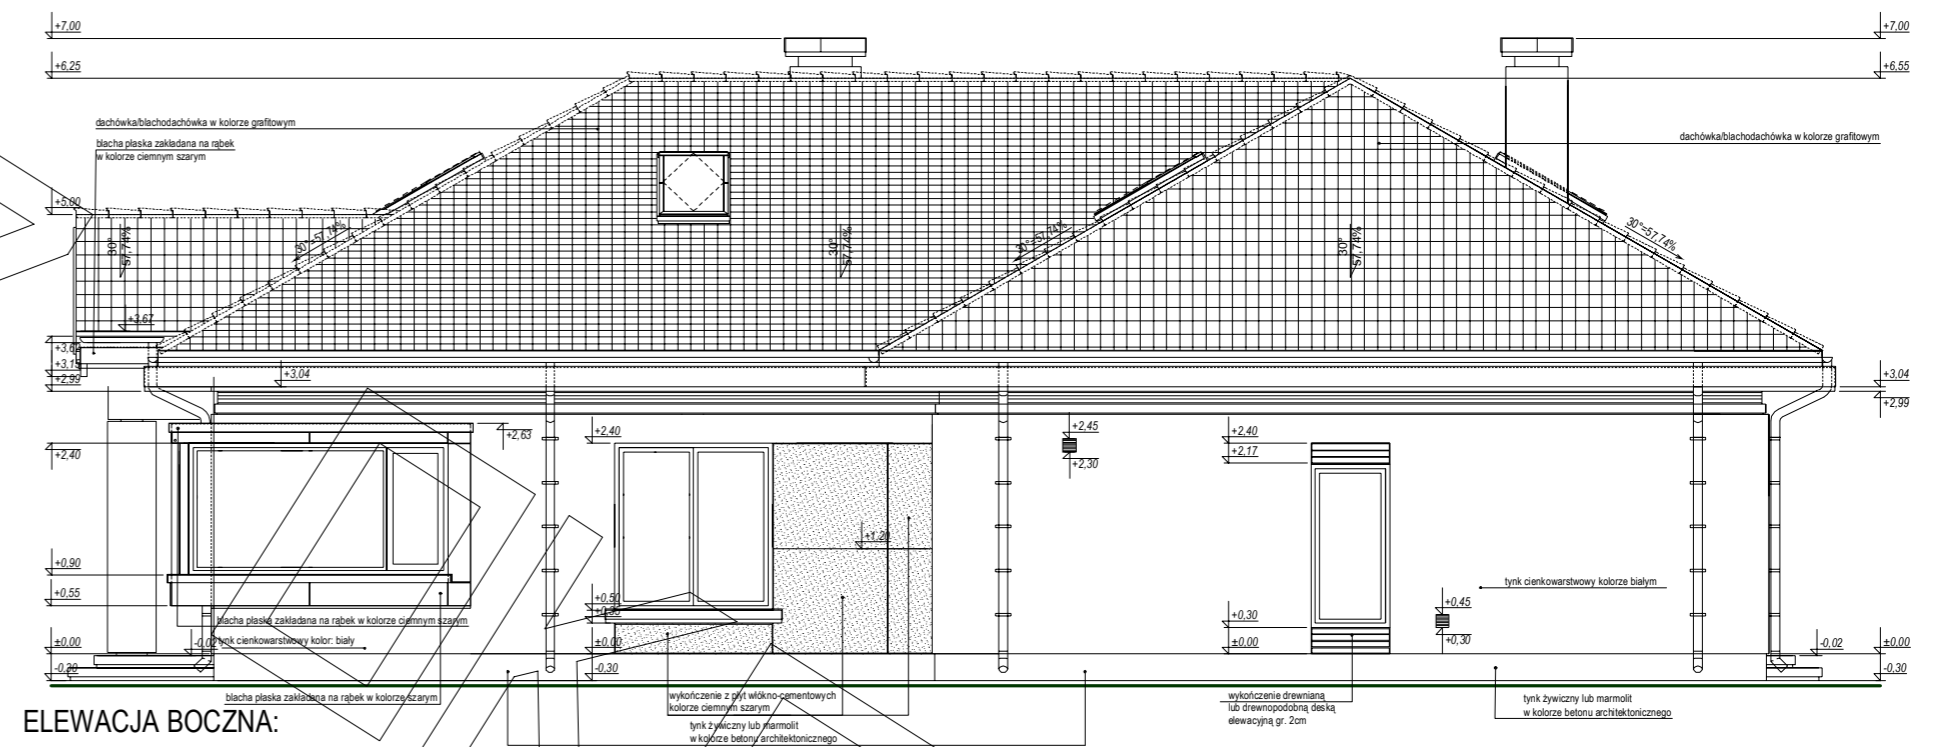 +7,00
+7,00
+6,25
+6,55
dachówka/blachodachówka w kolorze grafitowym
blacha płaska zakładana na rąbek
w kolorze ciemnym szarym
dachówka/blachodachówka w kolorze grafitowym
+5,00
30°
57,74%
30°=57,74%
30°
57,74%
30°=57,74%
30°
57,74%
30°=57,74%
+3,67
+3,15
+2,99
+3,04
+3,04
+2,99
+2,63
+2,40
+2,45
+2,40
+2,40
+2,30
+2,17
+1,20
+0,90
+0,55
+0,50
+0,30
+0,45
+0,30
+0,30
tynk cienkowarstwowy kolorze białym
blacha płaska zakładana na rąbek w kolorze ciemnym szarym
tynk cienkowarstwowy kolor: biały
±0,00
-0,02
±0,00
±0,00
-0,02
±0,00
-0,30
-0,30
-0,30
blacha płaska zakładana na rąbek w kolorze szarym
wykończenie z płyt włókno-cementowych
kolorze ciemnym szarym
tynk żywiczny lub marmolit
w kolorze betonu architektonicznego
wykończenie drewnianą
lub drewnopodobną deską
elewacyjną gr. 2cm
tynk żywiczny lub marmolit
w kolorze betonu architektonicznego
ELEWACJA BOCZNA: